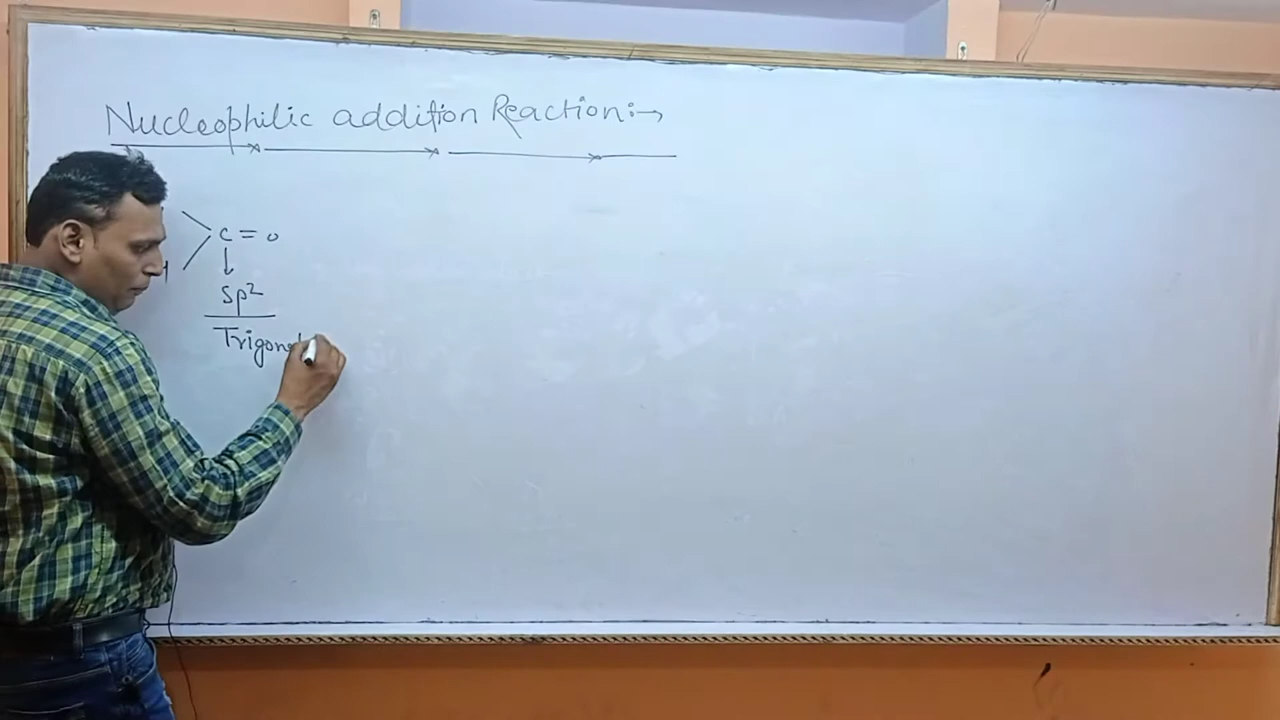 Nucleophilic addition Reaction:→
C = O
↓
Sp²